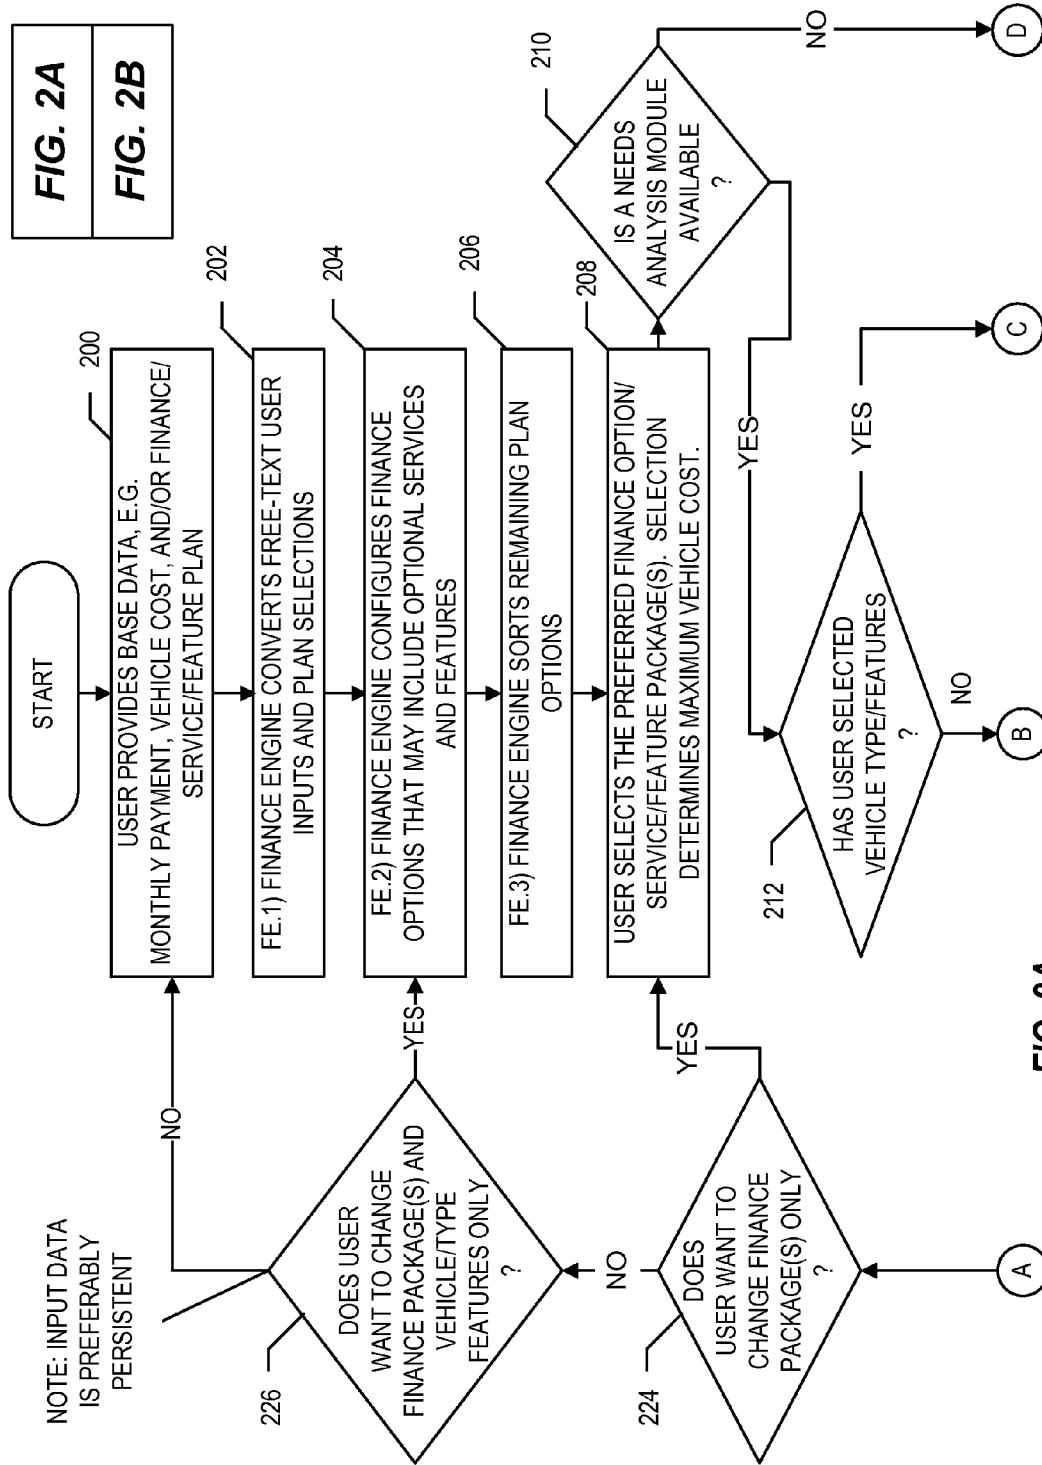 FIG. 2A
FIG. 2B
START
200
USER PROVIDES BASE DATA, E.G.
MONTHLY PAYMENT, VEHICLE COST, AND/OR FINANCE/
SERVICE/FEATURE PLAN
202
FE.1) FINANCE ENGINE CONVERTS FREE-TEXT USER
INPUTS AND PLAN SELECTIONS
204
FE.2) FINANCE ENGINE CONFIGURES FINANCE
OPTIONS THAT MAY INCLUDE OPTIONAL SERVICES
AND FEATURES
206
FE.3) FINANCE ENGINE SORTS REMAINING PLAN
OPTIONS
208
USER SELECTS THE PREFERRED FINANCE OPTION/
SERVICE/FEATURE PACKAGE(S). SELECTION
DETERMINES MAXIMUM VEHICLE COST.
210
IS A NEEDS
ANALYSIS MODULE
AVAILABLE
?
NO
D
YES
212
HAS USER SELECTED
VEHICLE TYPE/FEATURES
?
YES
C
NO
B
NOTE: INPUT DATA
IS PREFERABLY
PERSISTENT
NO
226
DOES USER
WANT TO CHANGE
FINANCE PACKAGE(S) AND
VEHICLE/TYPE
FEATURES ONLY
?
YES
NO
224
DOES
USER WANT TO
CHANGE FINANCE
PACKAGE(S) ONLY
?
YES
A